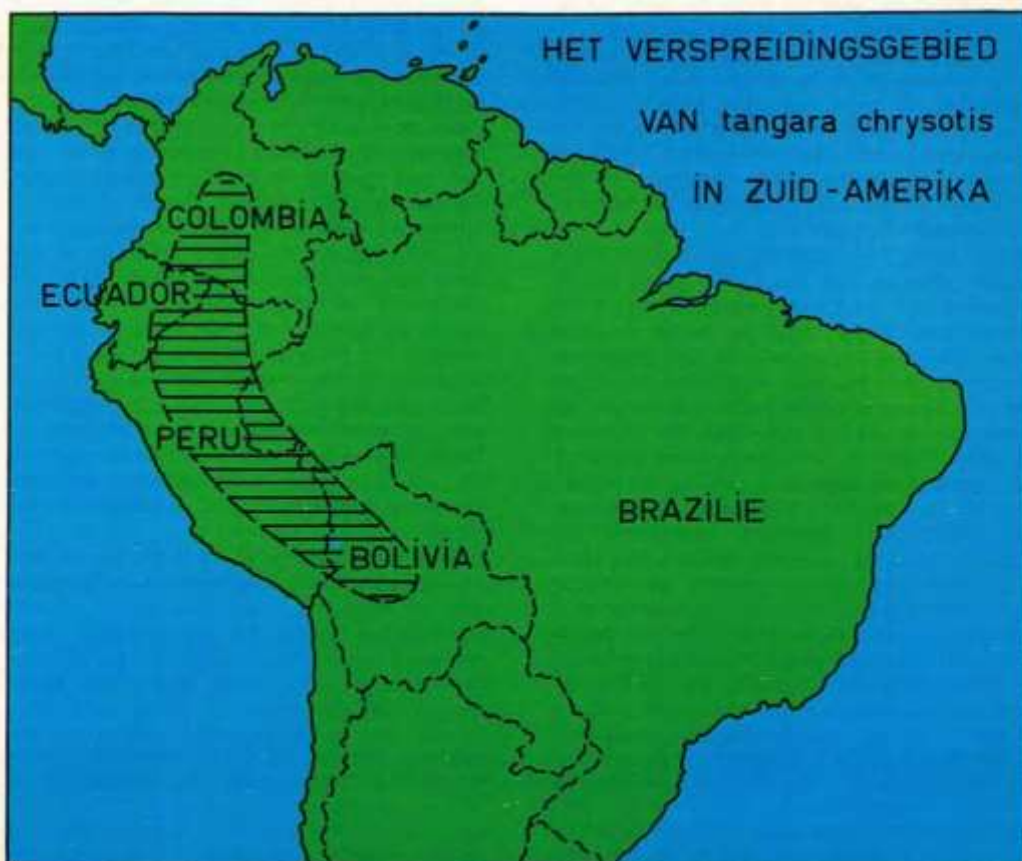 HET VERSPREIDINGSGEBIED
VAN tangara chrysotis
IN ZUID-AMERIKA
COLOMBIA
ECUADOR
PERU
BRAZILIE
BOLIVIA